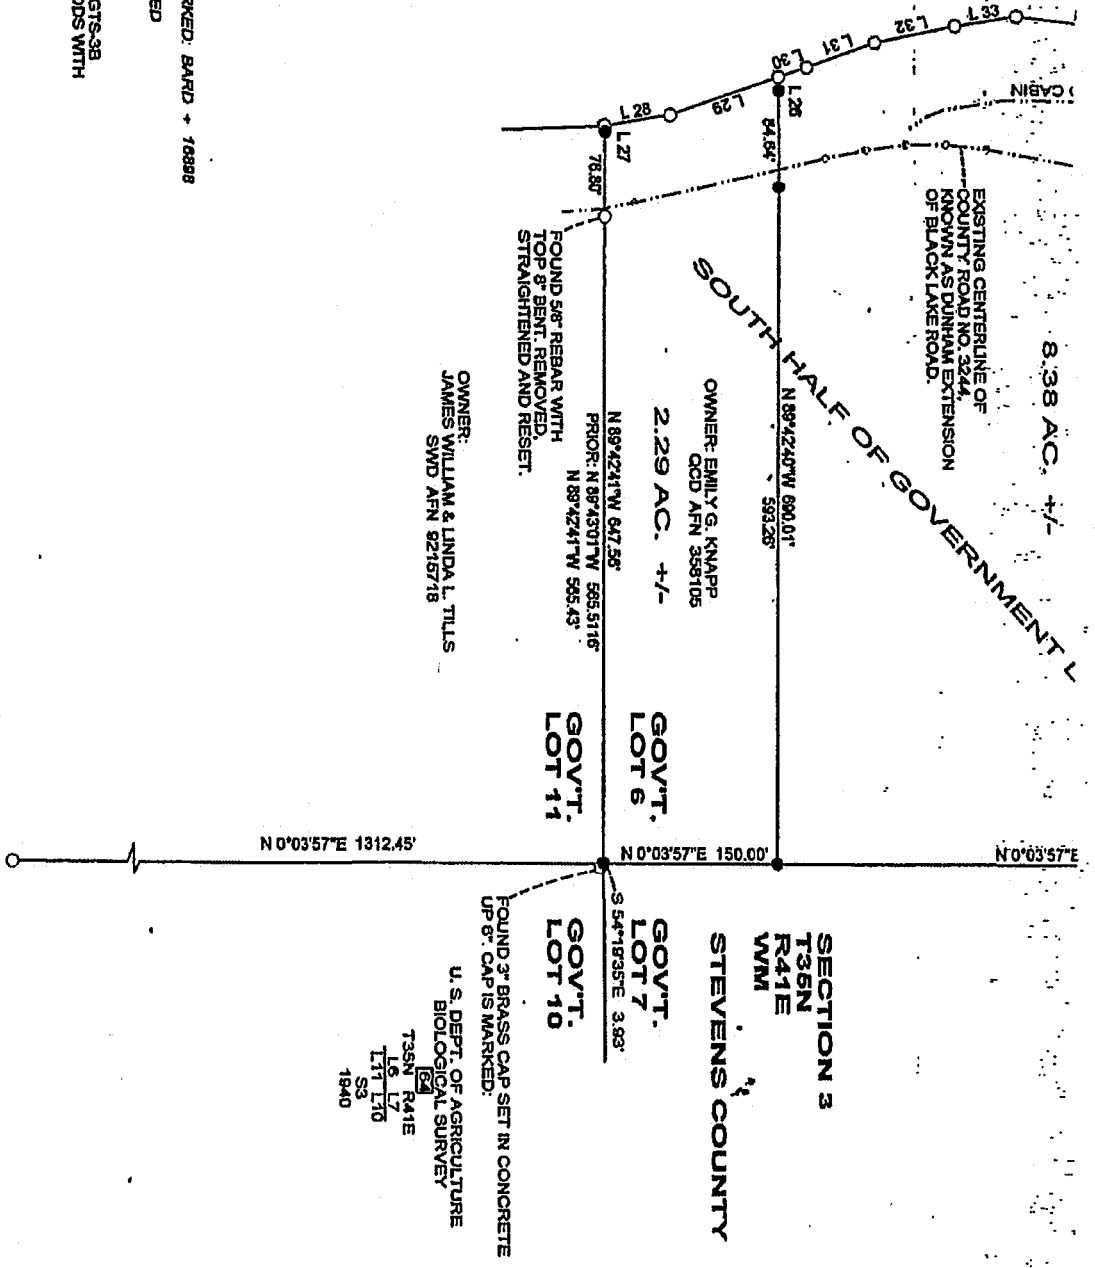 8.38 AC. +/-
CABIN
L 33
L 32
L 31
L 30
L 29
L 28
L 26
L 27
84.64'
76.80'
EXISTING CENTERLINE OF
COUNTY ROAD NO. 3244,
KNOWN AS DUNHAM EXTENSION
OF BLACK LAKE ROAD.
SOUTH HALF OF GOVERNMENT L
N 89°42'40"W 690.01'
593.26'
OWNER: EMILY G. KNAPP
QCD AFN 358105
2.29 AC. +/-
N 89°42'41"W 647.56'
PRIOR: N 89°43'01"W 565.5116'
N 89°42'41"W 565.43'
FOUND 5/8" REBAR WITH
TOP 8" BENT. REMOVED,
STRAIGHTENED AND RESET.
OWNER:
JAMES WILLIAM & LINDA L. TILLS
SWD AFN 9215718
GOV'T.
LOT 6
GOV'T.
LOT 11
N 0°03'57"E 1312.45'
N 0°03'57"E 150.00'
N 0°03'57"E
SECTION 3
T35N
R41E
WM
STEVENS COUNTY
GOV'T.
LOT 7
S 54°19'35"E 3.93'
GOV'T.
LOT 10
FOUND 3" BRASS CAP SET IN CONCRETE
UP 6". CAP IS MARKED:
U. S. DEPT. OF AGRICULTURE
BIOLOGICAL SURVEY
64
T35N R41E
L6 L7
L11 L10
S3
1940
RKED: BARD + 16898
ED
GTS-3B
ODS WITH